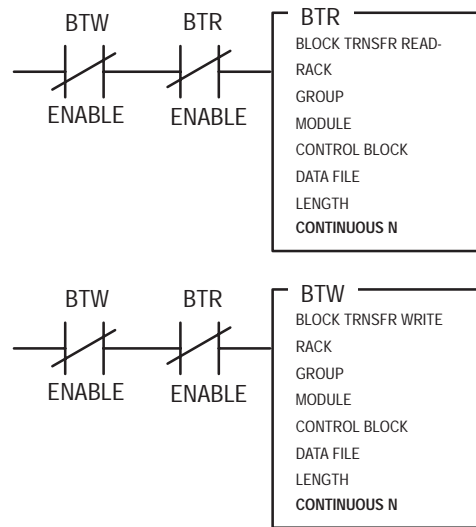 BTW BTR
ENABLE ENABLE
BTR
BLOCK TRNSFR READ-
RACK
GROUP
MODULE
CONTROL BLOCK
DATA FILE
LENGTH
CONTINUOUS N
BTW BTR
ENABLE ENABLE
BTW
BLOCK TRNSFR WRITE
RACK
GROUP
MODULE
CONTROL BLOCK
DATA FILE
LENGTH
CONTINUOUS N